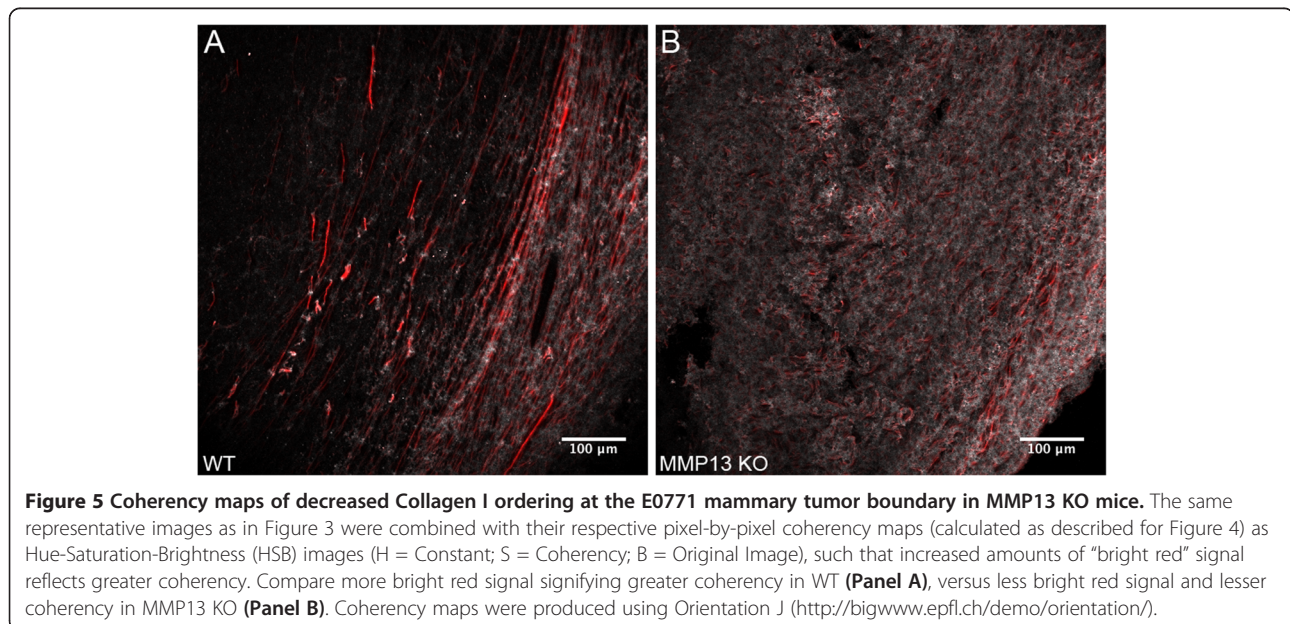 A
B
WT
100 µm
MMP13 KO
100 µm
Figure 5 Coherency maps of decreased Collagen I ordering at the E0771 mammary tumor boundary in MMP13 KO mice. The same
representative images as in Figure 3 were combined with their respective pixel-by-pixel coherency maps (calculated as described for Figure 4) as
Hue-Saturation-Brightness (HSB) images (H = Constant; S = Coherency; B = Original Image), such that increased amounts of “bright red” signal
reflects greater coherency. Compare more bright red signal signifying greater coherency in WT (Panel A), versus less bright red signal and lesser
coherency in MMP13 KO (Panel B). Coherency maps were produced using Orientation J (http://bigwww.epfl.ch/demo/orientation/).